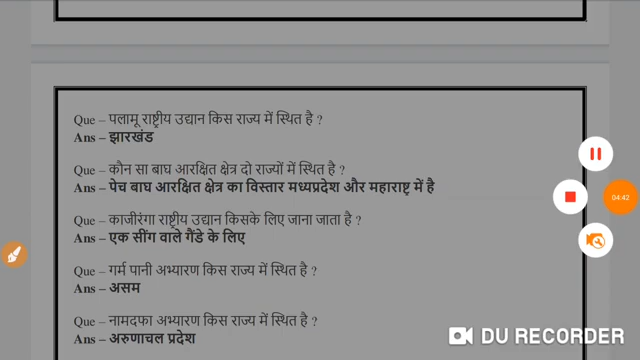 Que – पलामू राष्ट्रीय उद्यान किस राज्य में स्थित है ?
Ans – झारखंड
Que – कौन सा बाघ आरक्षित क्षेत्र दो राज्यों में स्थित है ?
Ans – पेच बाघ आरक्षित क्षेत्र का विस्तार मध्यप्रदेश और महाराष्ट्र में है
Que – काजीरंगा राष्ट्रीय उद्यान किसके लिए जाना जाता है ?
Ans – एक सींग वाले गैंडे के लिए
Que – गर्म पानी अभ्यारण किस राज्य में स्थित है ?
Ans – असम
Que – नामदफा अभ्यारण किस राज्य में स्थित है ?
Ans – अरुणाचल प्रदेश
04:42
DU RECORDER